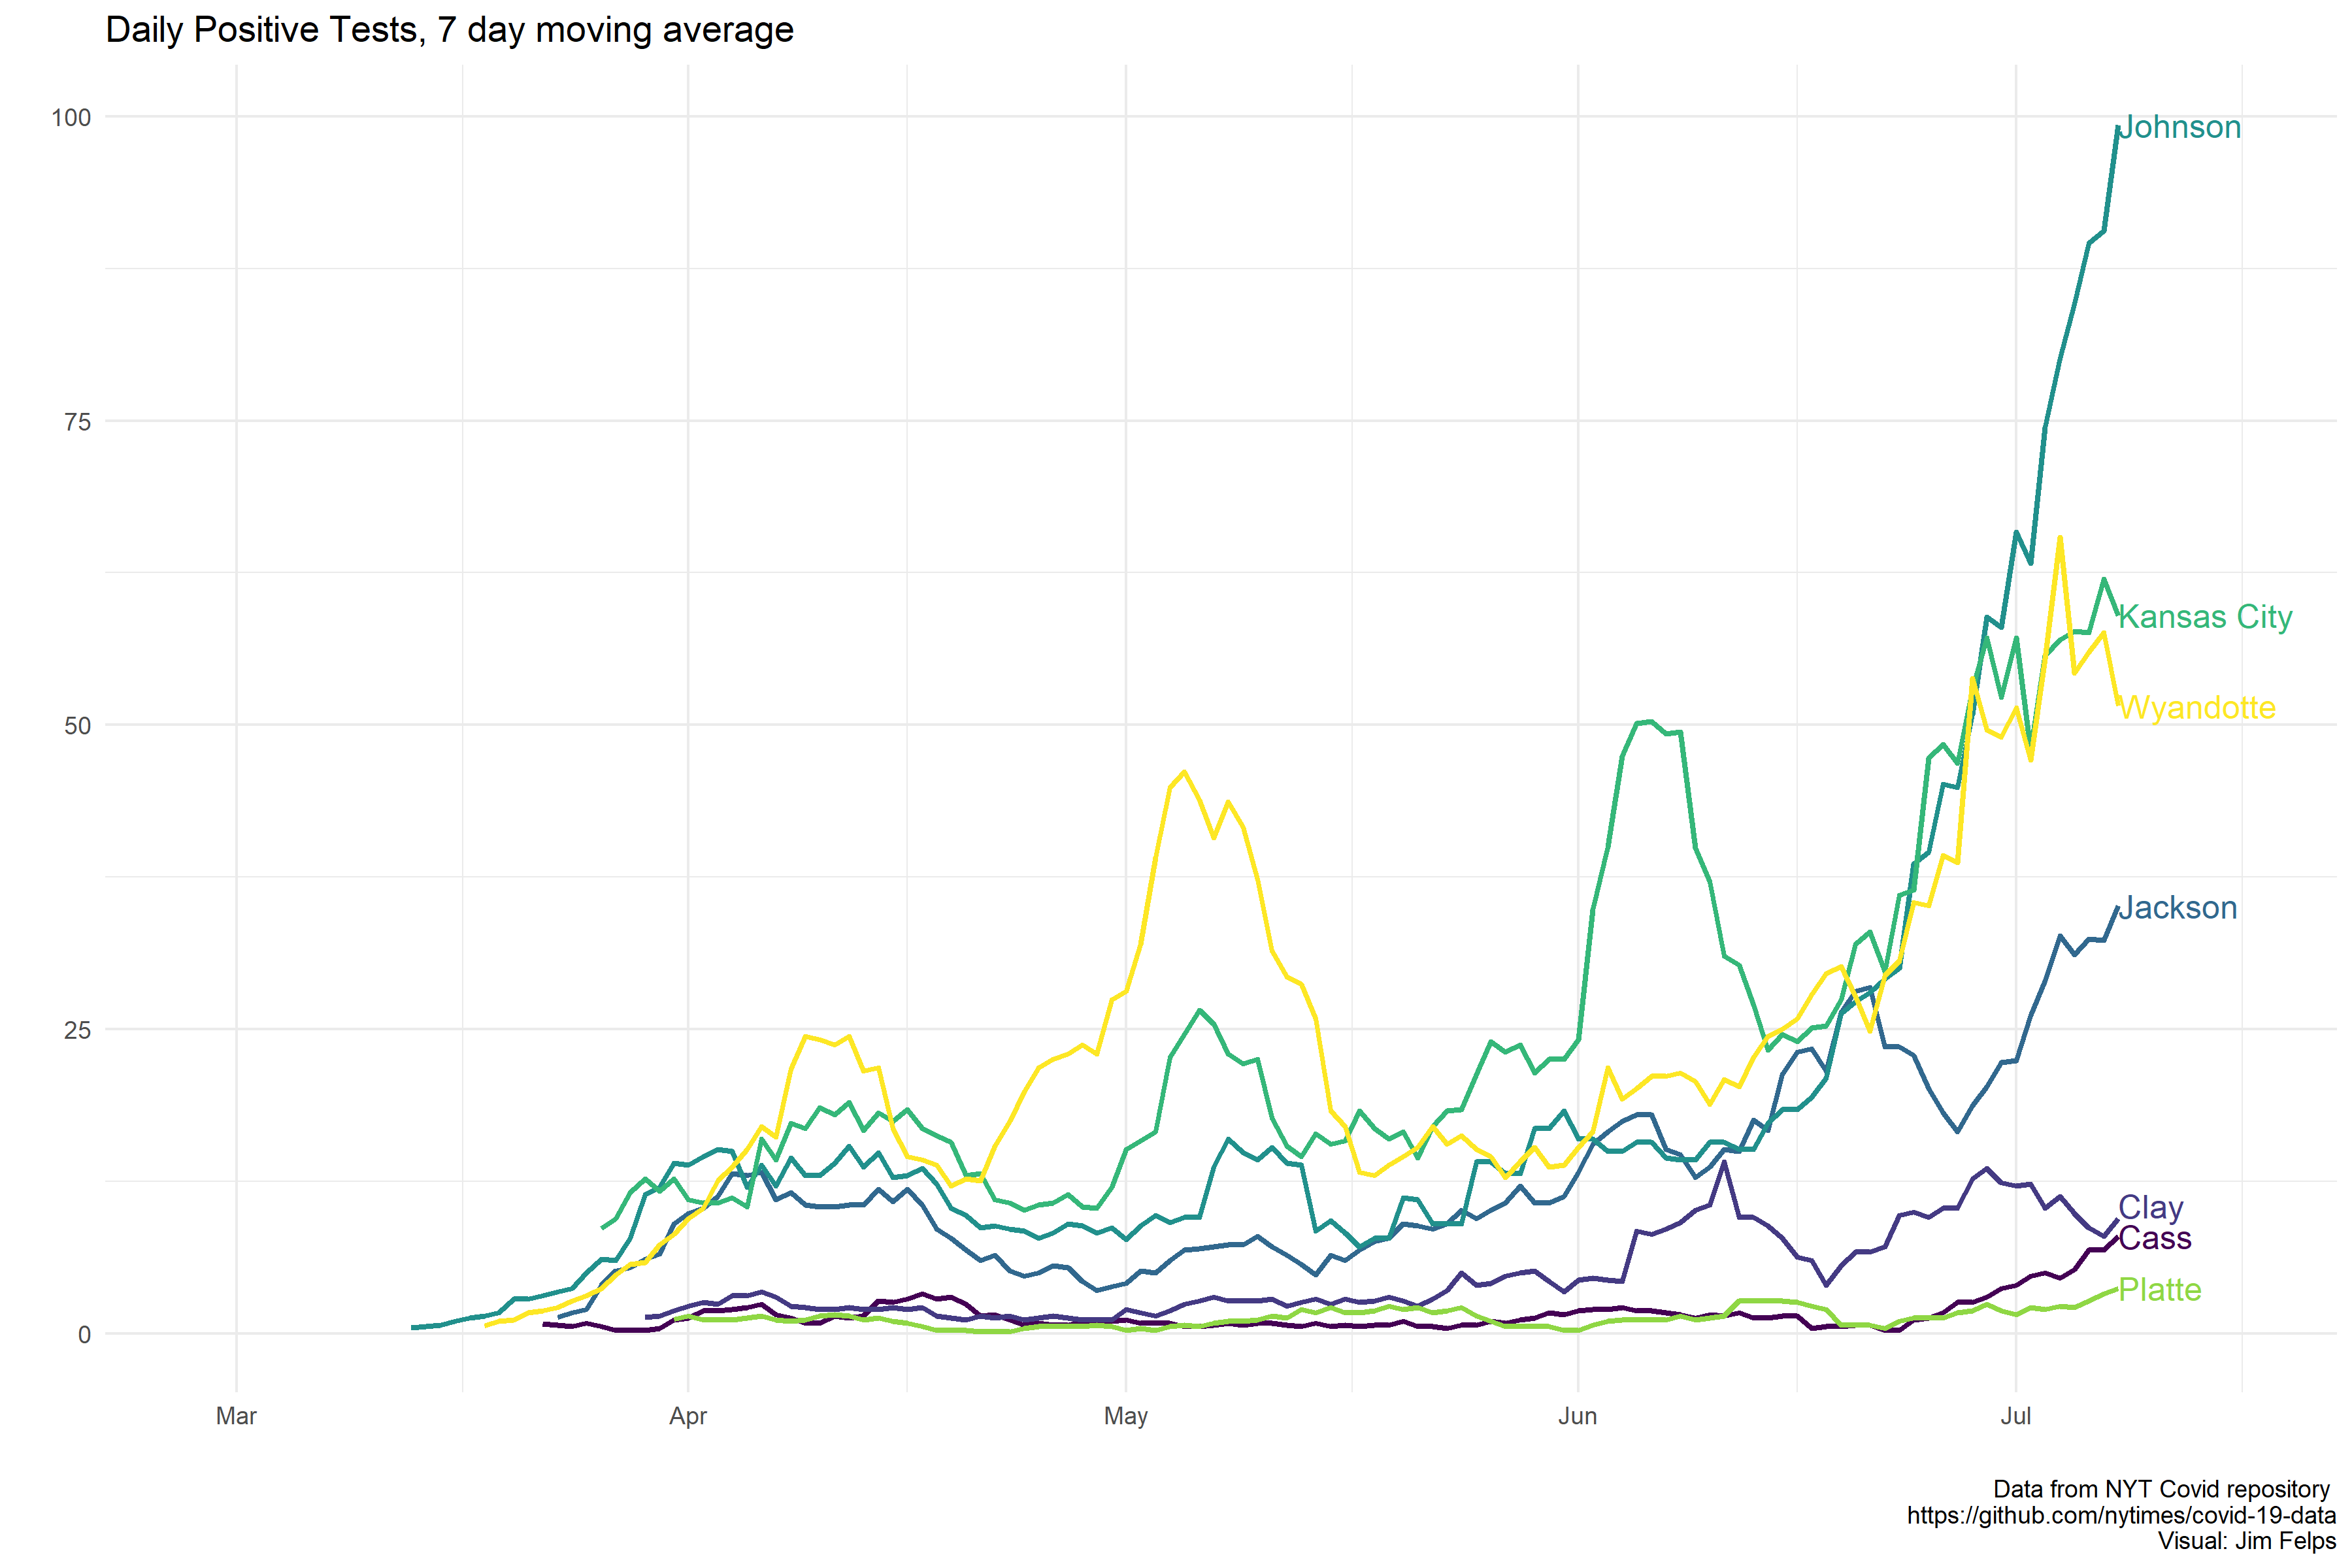 Daily Positive Tests, 7 day moving average
100
75
50
25
0
Johnson
Kansas City
Wyandotte
Jackson
Clay
Cass
Platte
Mar
Apr
May
Jun
Jul
Data from NYT Covid repository
https://github.com/nytimes/covid-19-data
Visual: Jim Felps